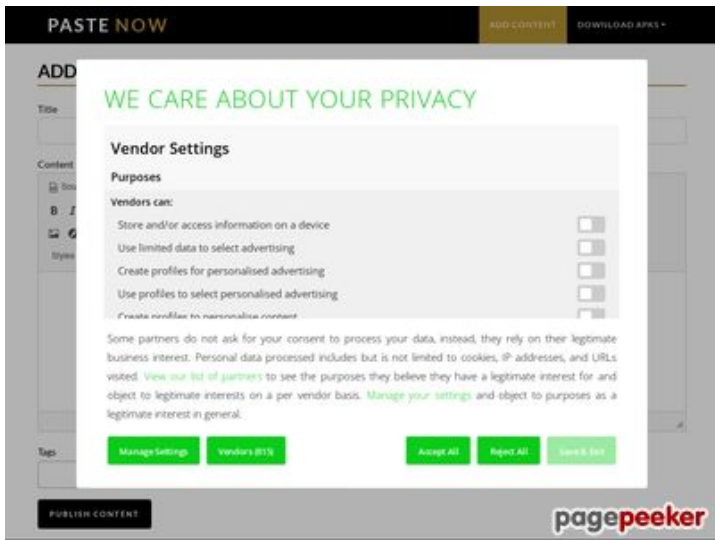 PASTE NOW
ADD CONTENT
DOWNLOAD APKS
ADD
Title
WE CARE ABOUT YOUR PRIVACY
Vendor Settings
Purposes
Vendors can:
Store and/or access information on a device
Use limited data to select advertising
Create profiles for personalised advertising
Use profiles to select personalised advertising
Create profiles to personalise content
Content
B I
Styles
Some partners do not ask for your consent to process your data, instead, they rely on their legitimate
business interest. Personal data processed includes but is not limited to cookies, IP addresses, and URLs
visited. View our list of partners to see the purposes they believe they have a legitimate interest for and
object to legitimate interests on a per vendor basis. Manage your settings and object to purposes as a
legitimate interest in general.
Manage Settings
Vendors (815)
Accept All
Reject All
Save & Exit
Tags
PUBLISH CONTENT
pagepeeker